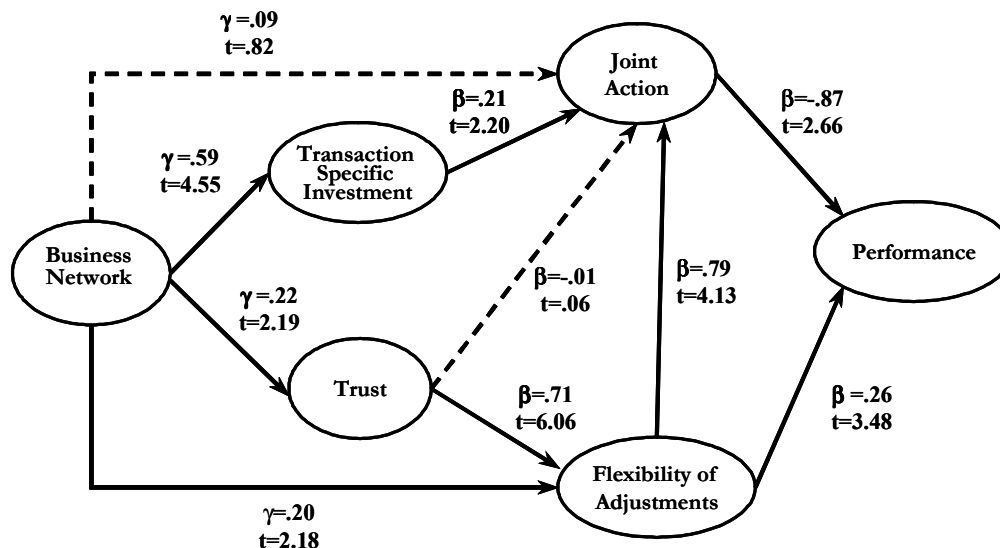 γ=.09
t=.82
Joint
Action
β=.21
t=2.20
β=-.87
t=2.66
γ=.59
t=4.55
Transaction
Specific
Investment
Business
Network
Performance
β=-.01
t=.06
β=.79
t=4.13
γ=.22
t=2.19
Trust
β=.71
t=6.06
β=.26
t=3.48
Flexibility of
Adjustments
γ=.20
t=2.18